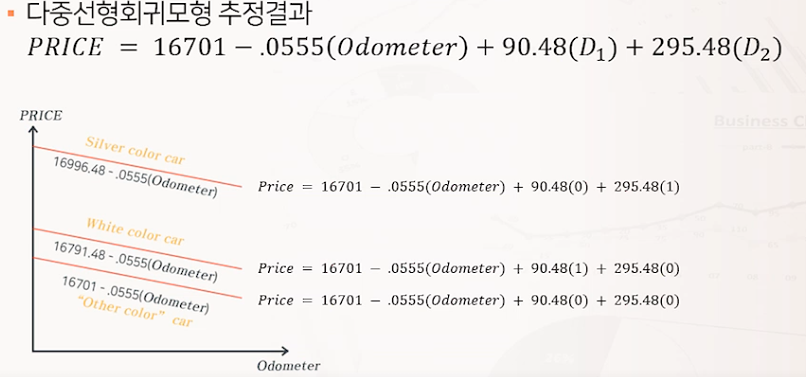 ▪ 다중선형회귀모형 추정결과
PRICE = 16701 − .0555(Odometer) + 90.48(D₁) + 295.48(D₂)
PRICE
Silver color car
16996.48 - .0555(Odometer)
Price = 16701 − .0555(Odometer) + 90.48(0) + 295.48(1)
White color car
16791.48 - .0555(Odometer)
Price = 16701 − .0555(Odometer) + 90.48(1) + 295.48(0)
16701 - .0555(Odometer)
Price = 16701 − .0555(Odometer) + 90.48(0) + 295.48(0)
"Other color" car
Odometer
Business C